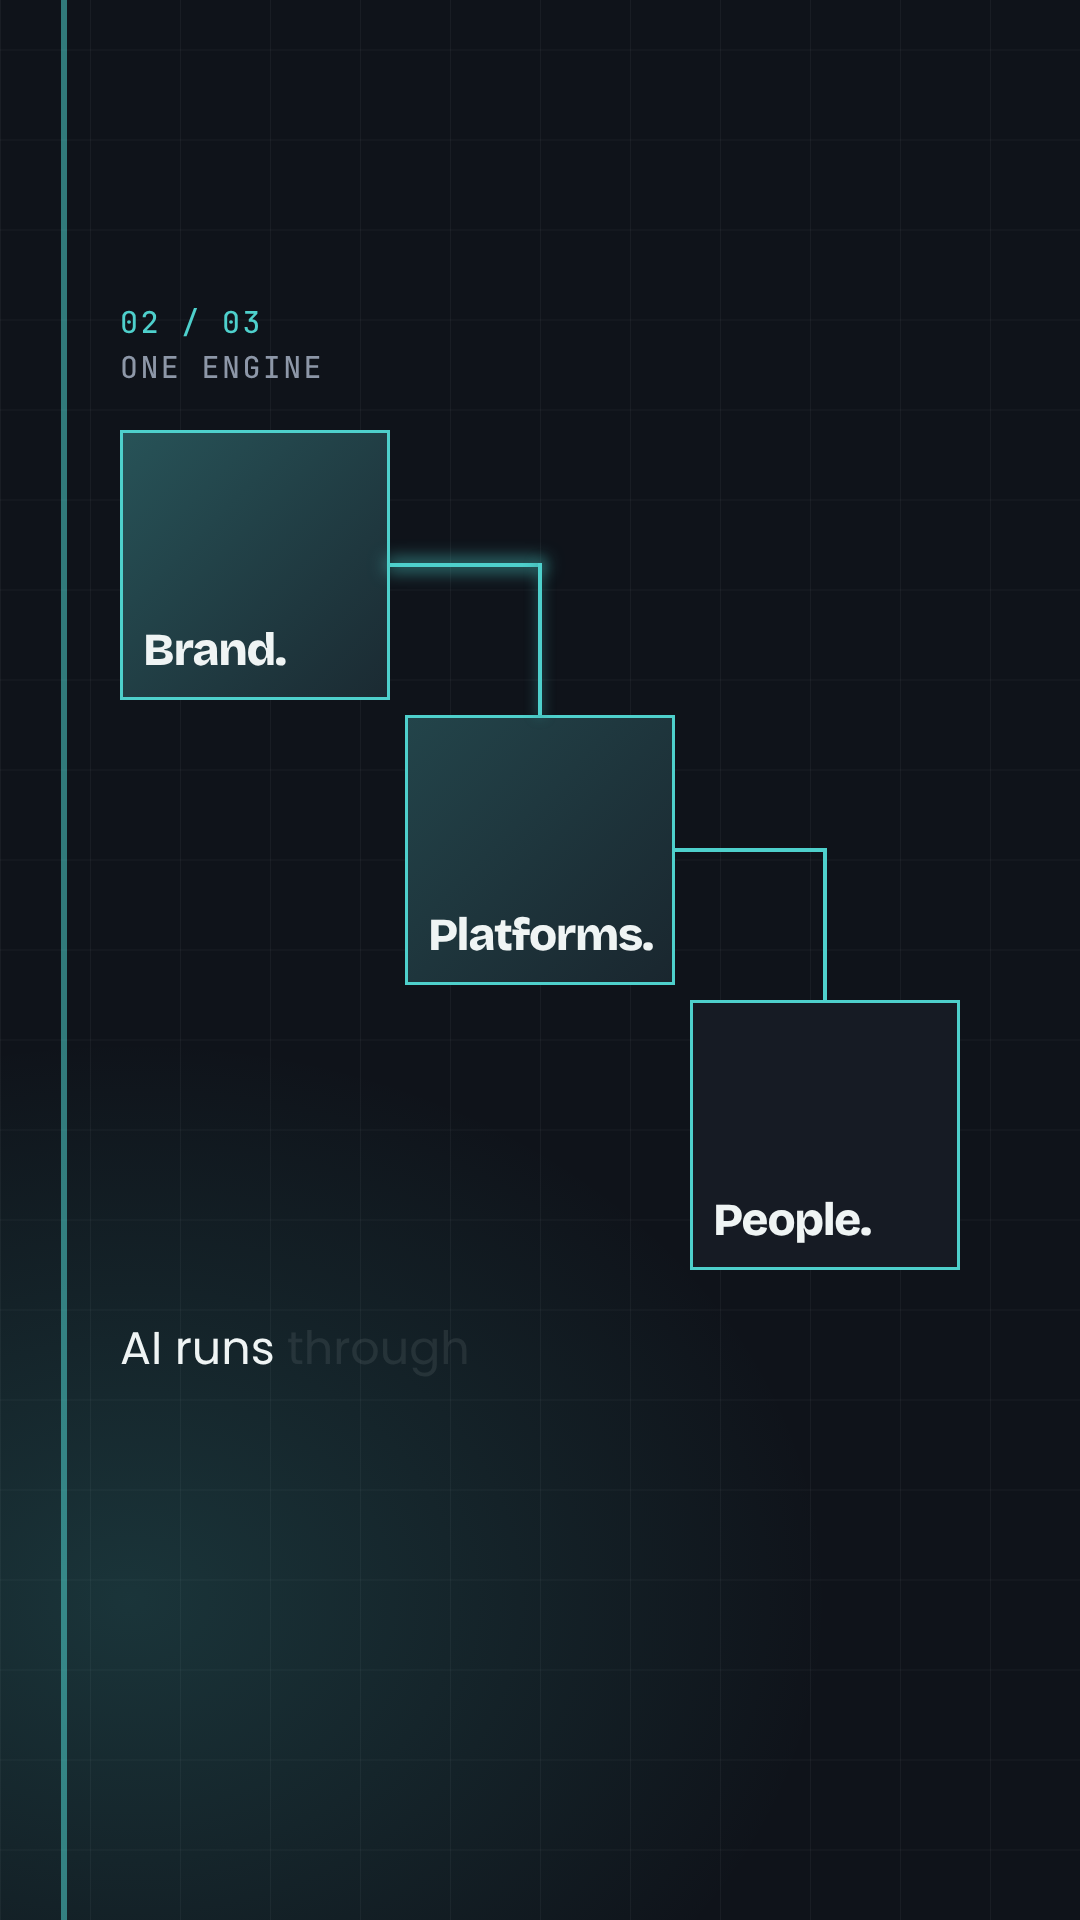 02 / 03
ONE ENGINE
Brand.
Platforms.
People.
AI runs through